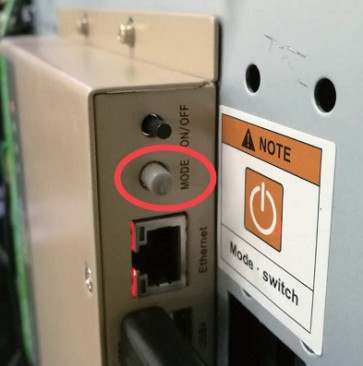 ON/OFF
MODE
Ethernet
NOTE
Mode · switch